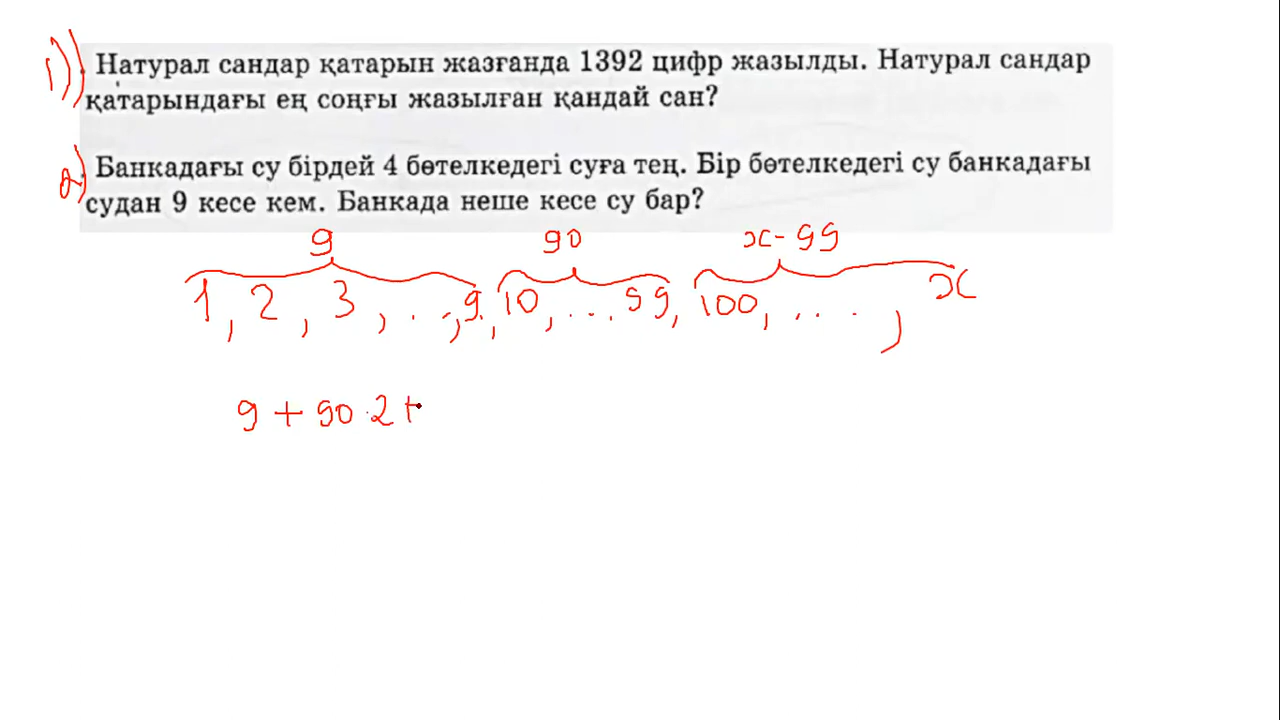 1) Натурал сандар қатарын жазғанда 1392 цифр жазылды. Натурал сандар
қатарындағы ең соңғы жазылған қандай сан?
2) Банкадағы су бірдей 4 бөтелкедегі суға тең. Бір бөтелкедегі су банкадағы
судан 9 кесе кем. Банкада неше кесе су бар?
9 90 x-99
1, 2, 3, ..., 9, 10, ... 99, 100, ..., x
9 + 90 · 2 +